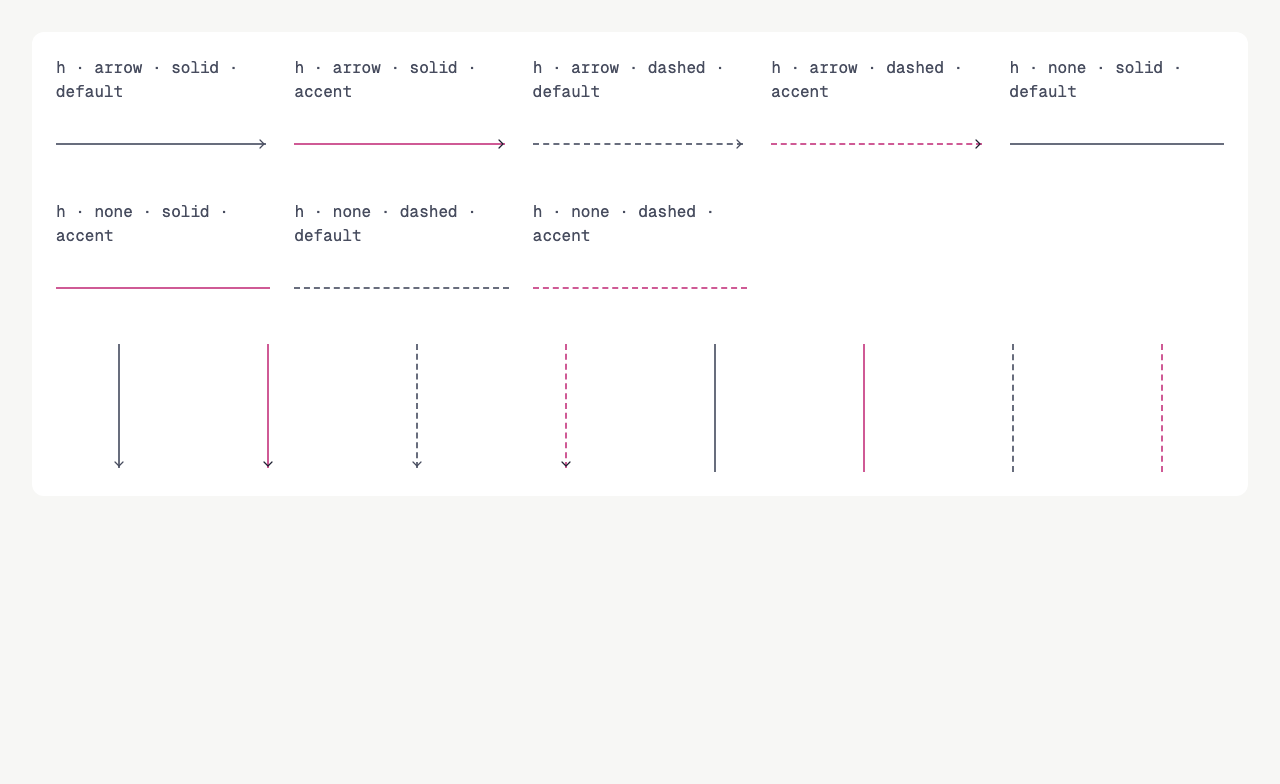 h · arrow · solid ·
default
h · arrow · solid ·
accent
h · arrow · dashed ·
default
h · arrow · dashed ·
accent
h · none · solid ·
default
h · none · solid ·
accent
h · none · dashed ·
default
h · none · dashed ·
accent